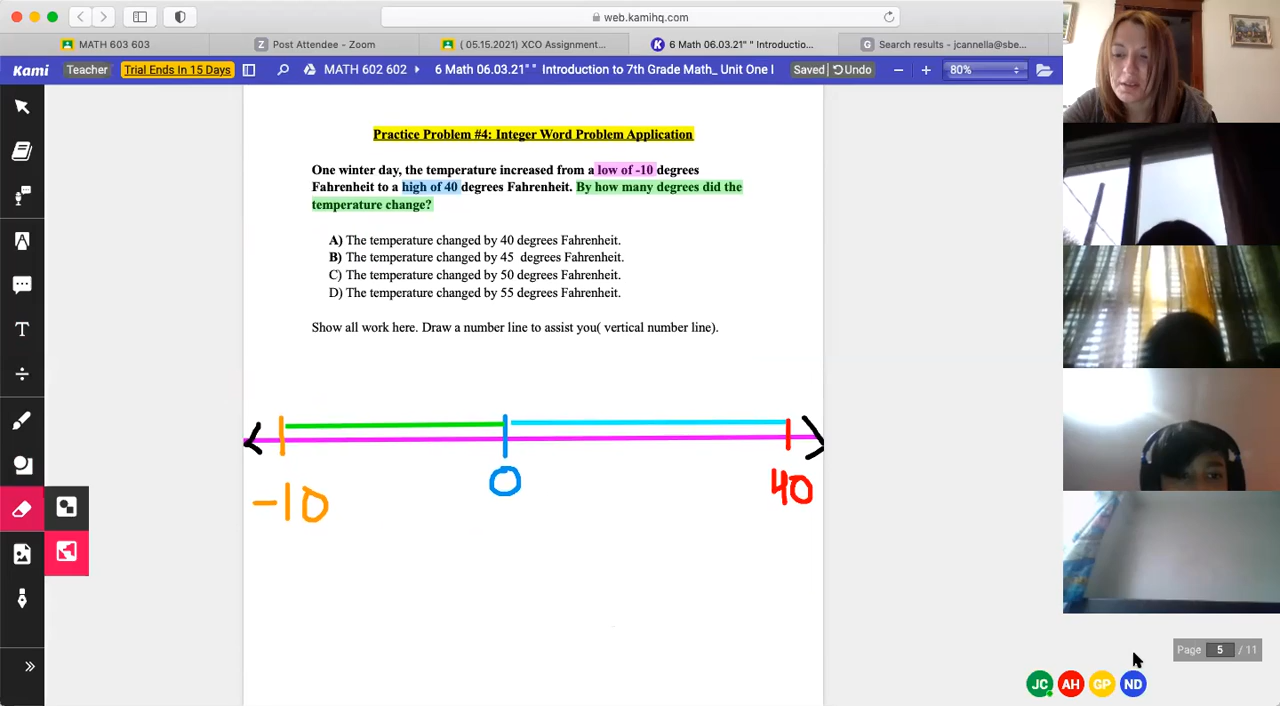 web.kamihq.com
MATH 603 603
Post Attendee - Zoom
( 05.15.2021) XCO Assignment...
6 Math 06.03.21" " Introductio...
Search results - jcannella@sbe...
Kami
Teacher
Trial Ends In 15 Days
MATH 602 602
6 Math 06.03.21" " Introduction to 7th Grade Math_ Unit One I
Saved
Undo
80%
Practice Problem #4: Integer Word Problem Application
One winter day, the temperature increased from a low of -10 degrees
Fahrenheit to a high of 40 degrees Fahrenheit. By how many degrees did the
temperature change?
A) The temperature changed by 40 degrees Fahrenheit.
B) The temperature changed by 45 degrees Fahrenheit.
C) The temperature changed by 50 degrees Fahrenheit.
D) The temperature changed by 55 degrees Fahrenheit.
Show all work here. Draw a number line to assist you( vertical number line).
-10
0
40
Page 5 / 11
JC AH GP ND